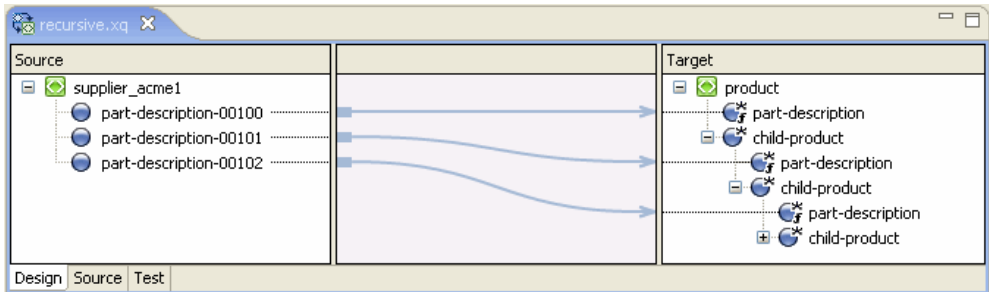 recursive.xq
Source
supplier_acme1
part-description-00100
part-description-00101
part-description-00102
Target
product
part-description
child-product
part-description
child-product
part-description
child-product
Design Source Test